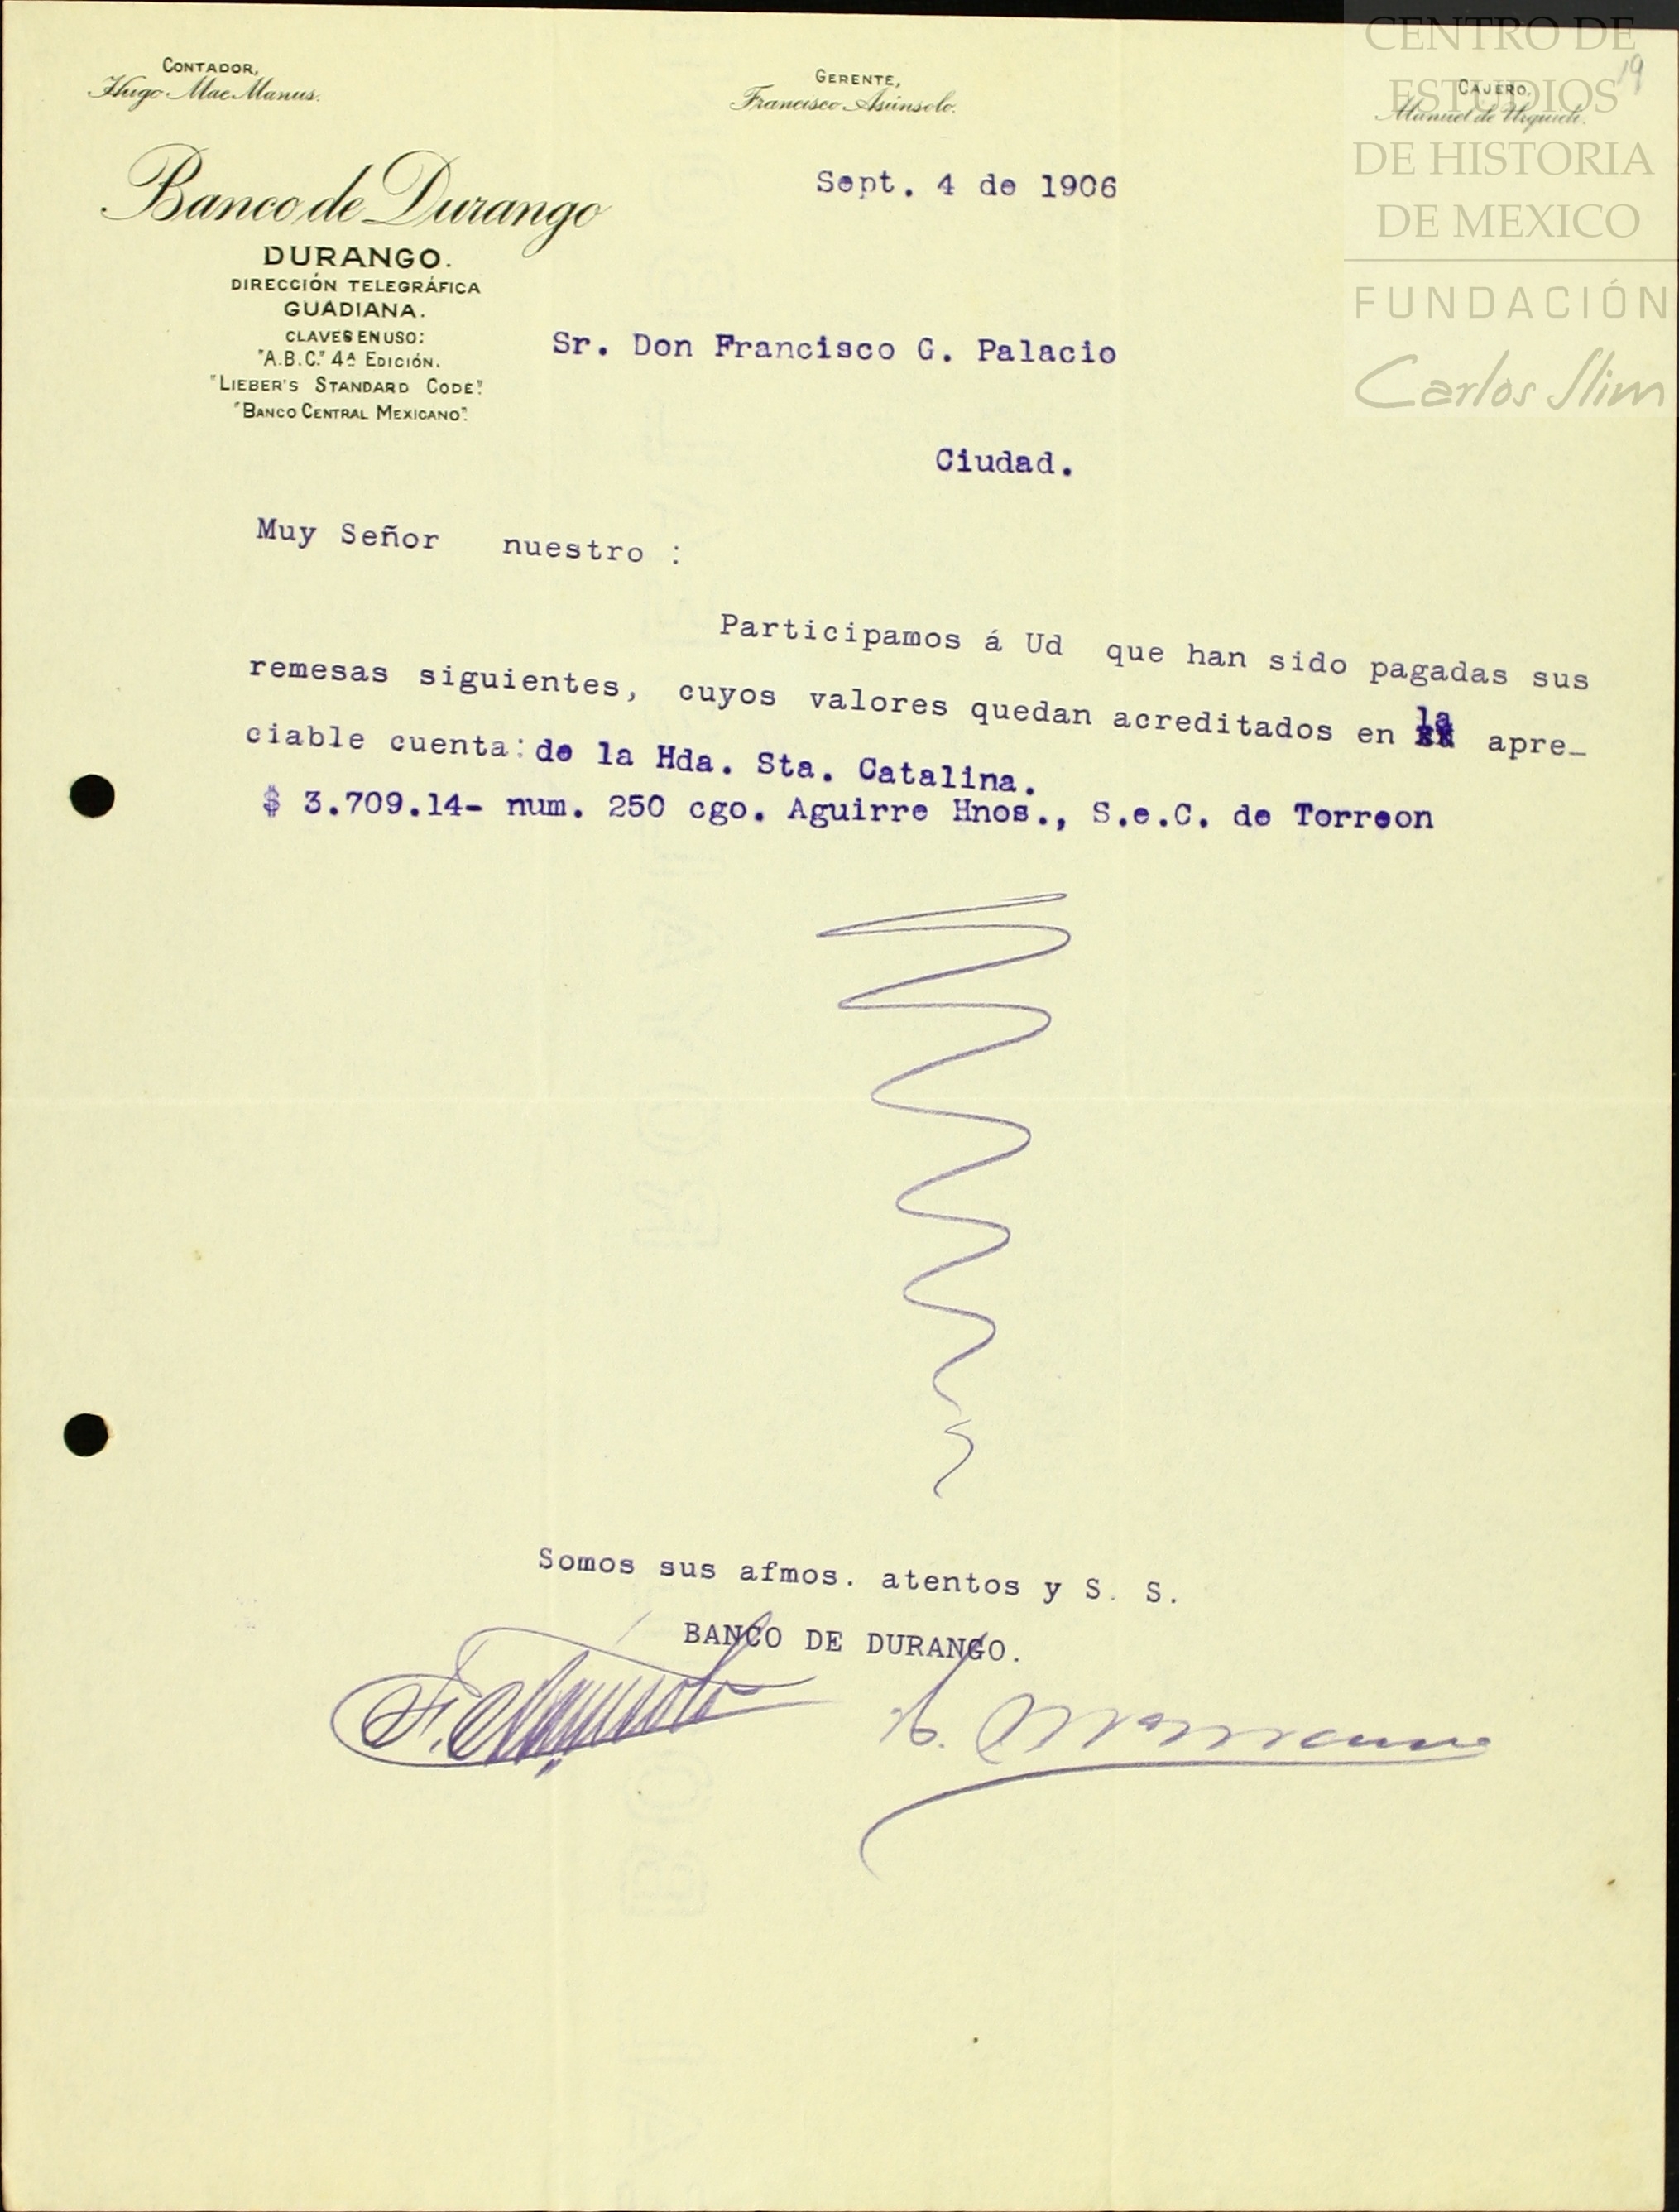 CONTADOR,
Hugo Mac Manus.
GERENTE,
Francisco Asúnsolo.
CAJERO,
Manuel de Urquidi.
19
CENTRO DE
ESTUDIOS
DE HISTORIA
DE MEXICO
FUNDACIÓN
Carlos Slim
Banco de Durango
DURANGO.
DIRECCIÓN TELEGRÁFICA
GUADIANA.
CLAVES EN USO:
"A.B.C." 4ª EDICIÓN.
"LIEBER'S STANDARD CODE".
"BANCO CENTRAL MEXICANO".
Sept. 4 de 1906
Sr. Don Francisco G. Palacio
Ciudad.
Muy Señor nuestro :
Participamos á Ud que han sido pagadas sus
remesas siguientes, cuyos valores quedan acreditados en la apre-
ciable cuenta: de la Hda. Sta. Catalina.
$ 3.709.14- num. 250 cgo. Aguirre Hnos., S.e.C. de Torreon
Somos sus afmos. atentos y S. S.
BANCO DE DURANGO.
F. Asúnsolo